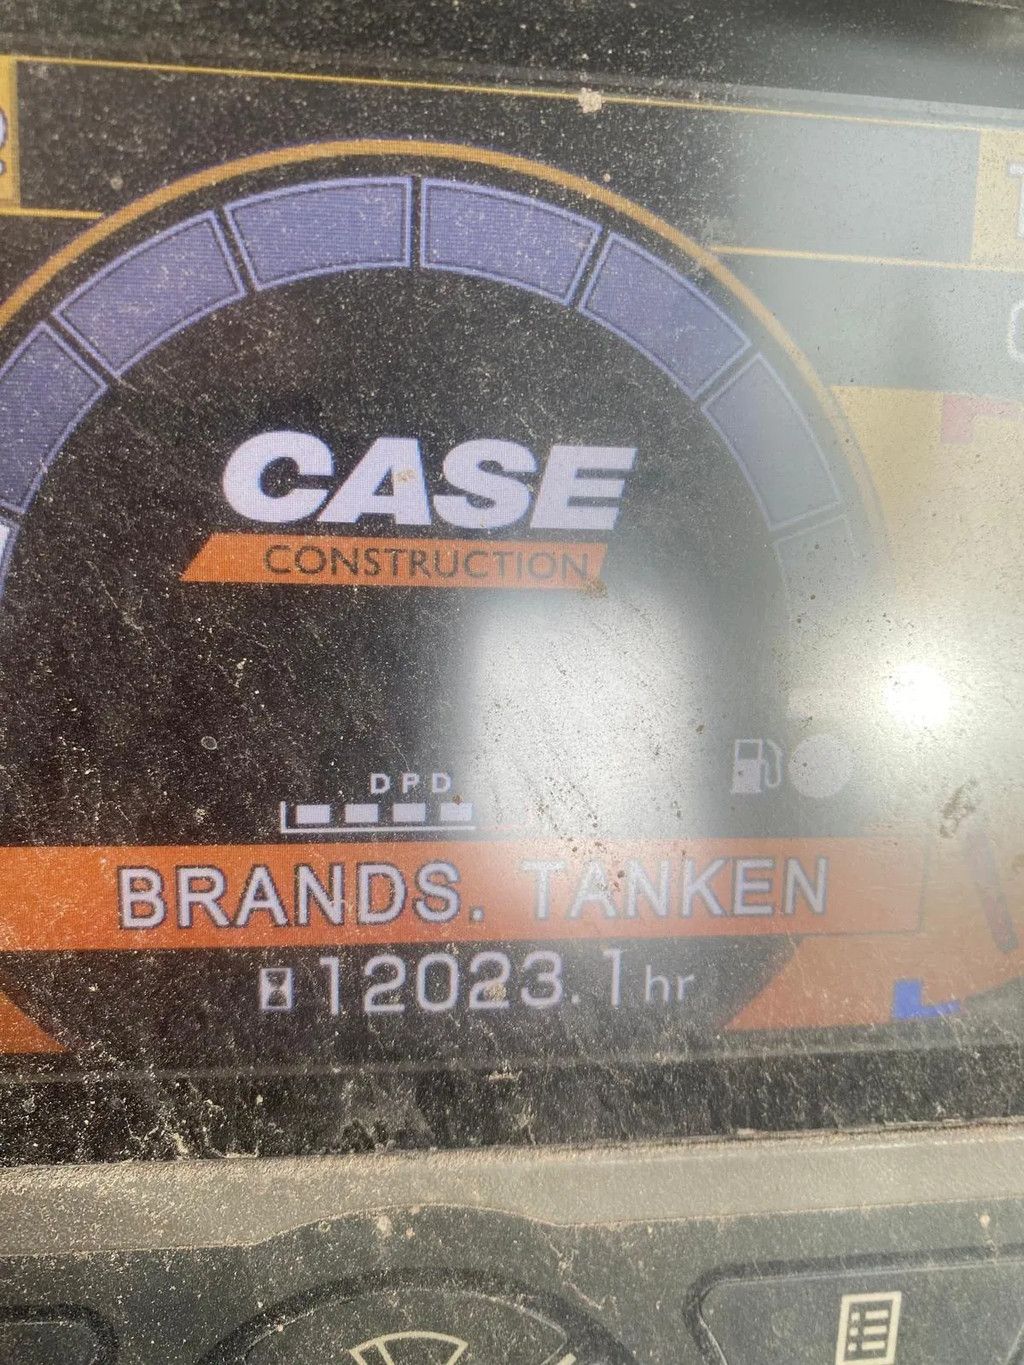 CASE
CONSTRUCTION
DPD
BRANDS. TANKEN
12023.1hr